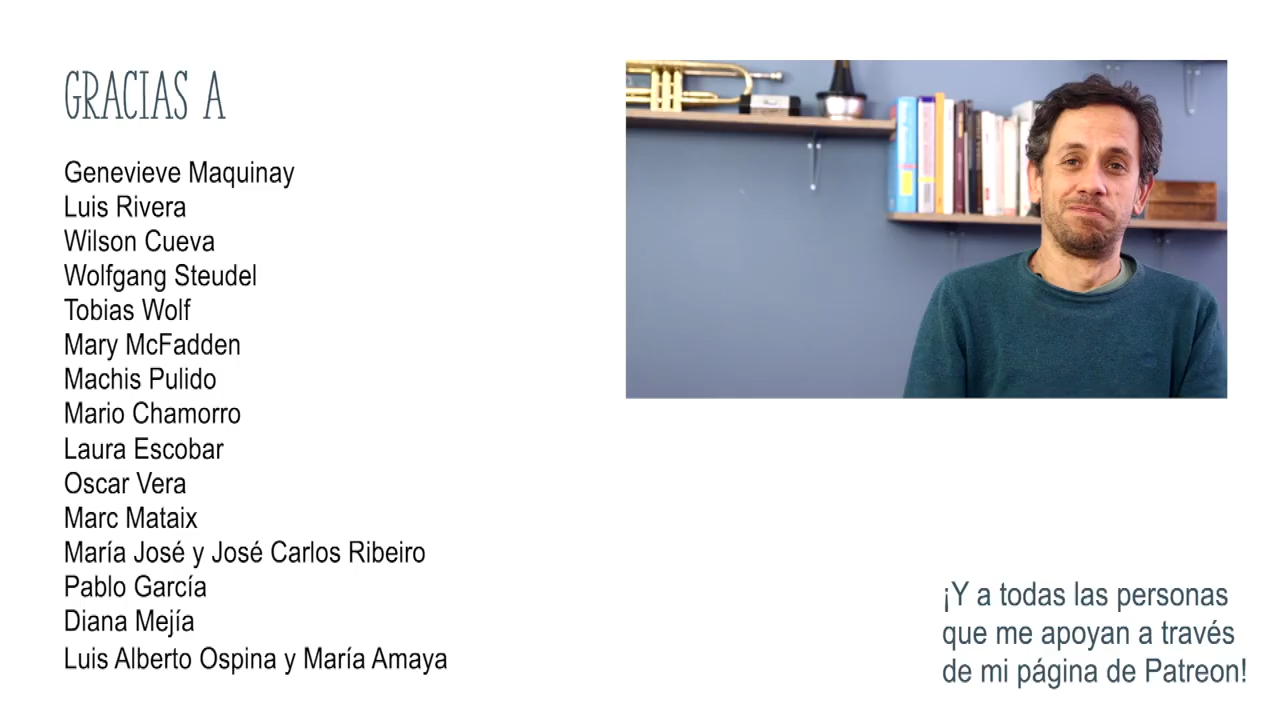 GRACIAS A
Genevieve Maquinay
Luis Rivera
Wilson Cueva
Wolfgang Steudel
Tobias Wolf
Mary McFadden
Machis Pulido
Mario Chamorro
Laura Escobar
Oscar Vera
Marc Mataix
María José y José Carlos Ribeiro
Pablo García
Diana Mejía
Luis Alberto Ospina y María Amaya
¡Y a todas las personas
que me apoyan a través
de mi página de Patreon!